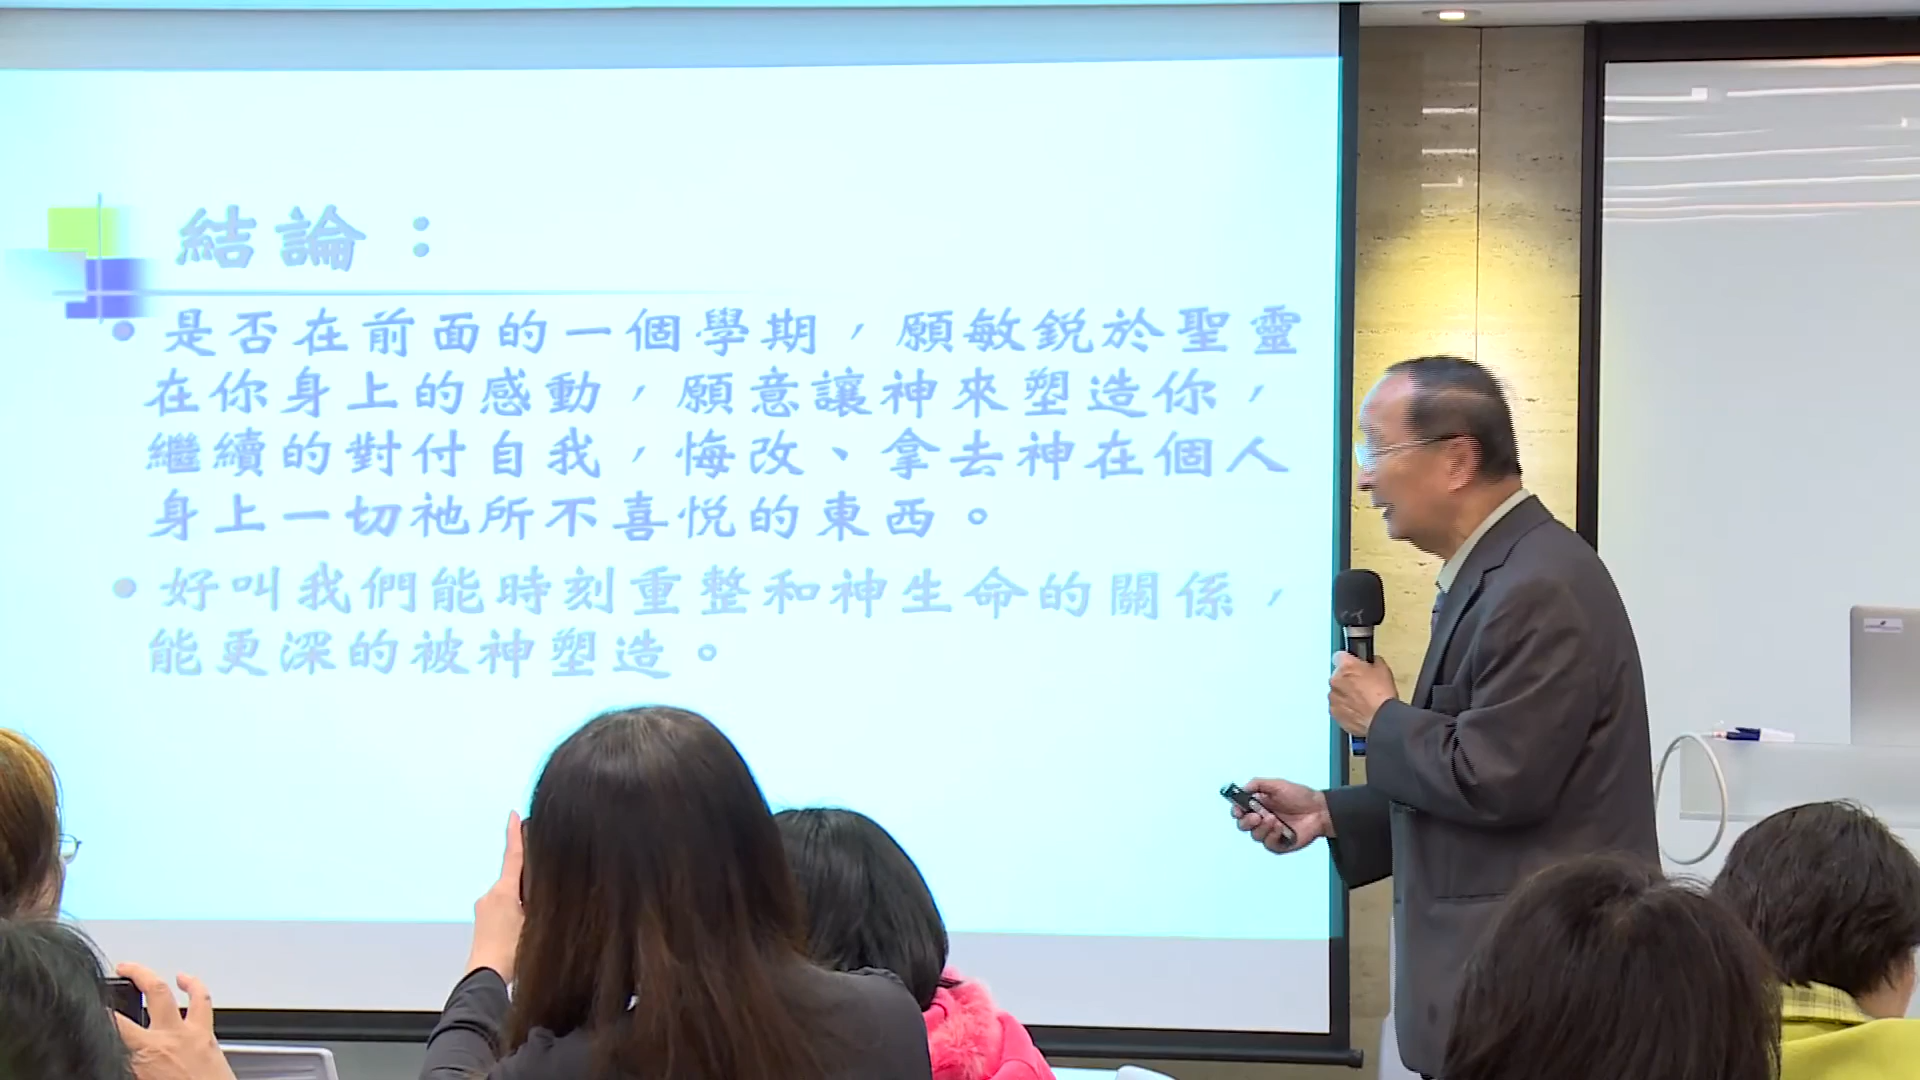 結論：
• 是否在前面的一個學期，願敏銳於聖靈
在你身上的感動，願意讓神來塑造你，
繼續的對付自我，悔改、拿去神在個人
身上一切祂所不喜悅的東西。
• 好叫我們能時刻重整和神生命的關係，
能更深的被神塑造。